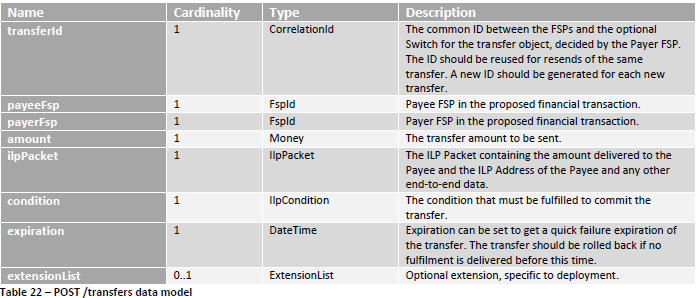 Name Cardinality Type Description
transferId 1 CorrelationId The common ID between the FSPs and the optional
Switch for the transfer object, decided by the Payer FSP.
The ID should be reused for resends of the same
transfer. A new ID should be generated for each new
transfer.
payeeFsp 1 FspId Payee FSP in the proposed financial transaction.
payerFsp 1 FspId Payer FSP in the proposed financial transaction.
amount 1 Money The transfer amount to be sent.
ilpPacket 1 IlpPacket The ILP Packet containing the amount delivered to the
Payee and the ILP Address of the Payee and any other
end-to-end data.
condition 1 IlpCondition The condition that must be fulfilled to commit the
transfer.
expiration 1 DateTime Expiration can be set to get a quick failure expiration of
the transfer. The transfer should be rolled back if no
fulfilment is delivered before this time.
extensionList 0..1 ExtensionList Optional extension, specific to deployment.
Table 22 – POST /transfers data model